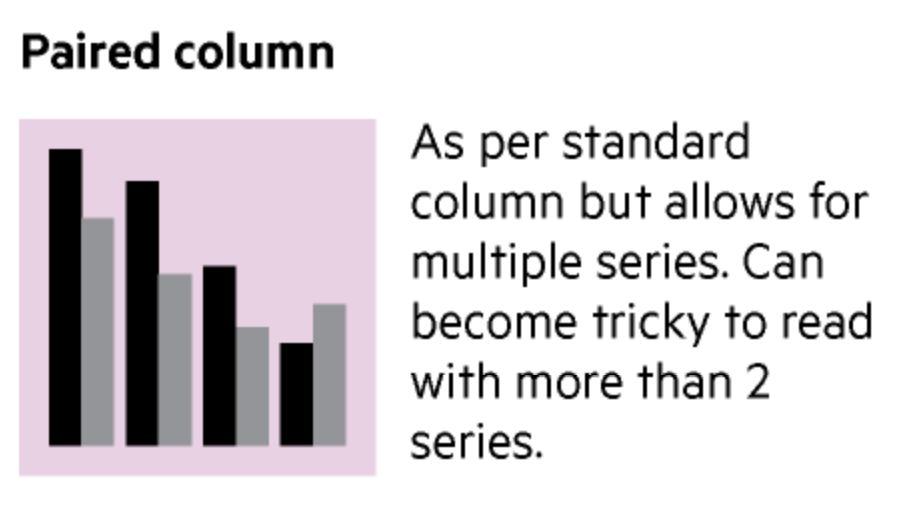 Paired column
As per standard
column but allows for
multiple series. Can
become tricky to read
with more than 2
series.